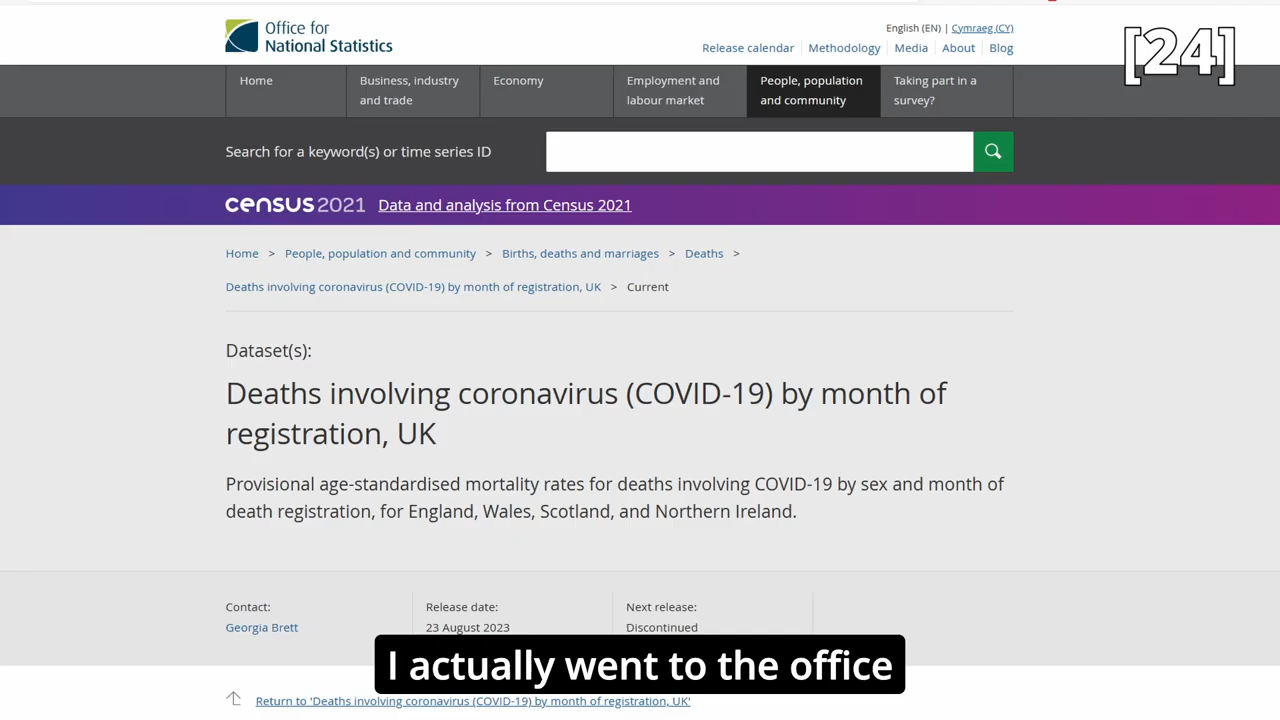 Office for
National Statistics
English (EN) | Cymraeg (CY)
Release calendar
Methodology
Media
About
Blog
[24]
Home
Business, industry
and trade
Economy
Employment and
labour market
People, population
and community
Taking part in a
survey?
Search for a keyword(s) or time series ID
census 2021
Data and analysis from Census 2021
Home > People, population and community > Births, deaths and marriages > Deaths >
Deaths involving coronavirus (COVID-19) by month of registration, UK > Current
Dataset(s):
Deaths involving coronavirus (COVID-19) by month of
registration, UK
Provisional age-standardised mortality rates for deaths involving COVID-19 by sex and month of
death registration, for England, Wales, Scotland, and Northern Ireland.
Contact:
Georgia Brett
Release date:
23 August 2023
Next release:
Discontinued
I actually went to the office
Return to 'Deaths involving coronavirus (COVID-19) by month of registration, UK'